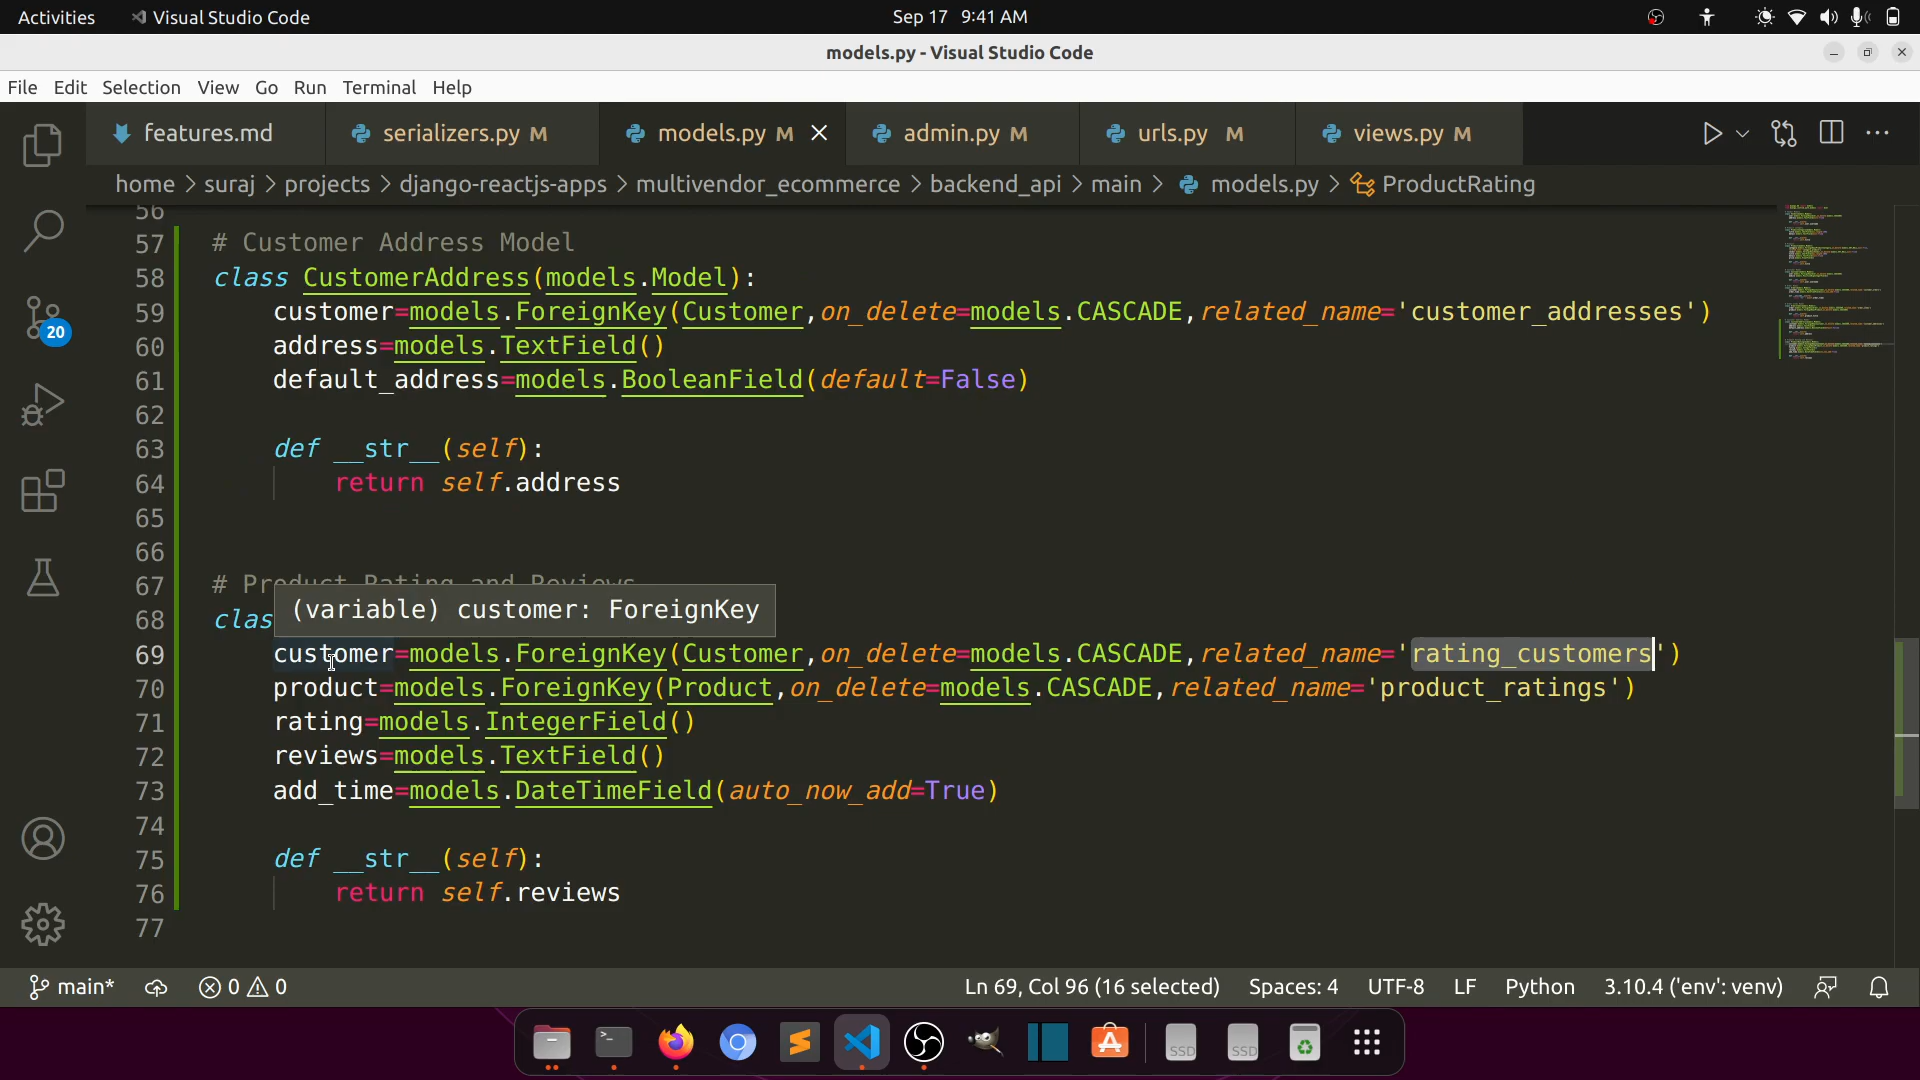 Activities
Visual Studio Code
Sep 17 9:41 AM
models.py - Visual Studio Code
File Edit Selection View Go Run Terminal Help
features.md
serializers.py M
models.py M
admin.py M
urls.py M
views.py M
home > suraj > projects > django-reactjs-apps > multivendor_ecommerce > backend_api > main > models.py > ProductRating
56
57 # Customer Address Model
58 class CustomerAddress(models.Model):
59 customer=models.ForeignKey(Customer,on_delete=models.CASCADE,related_name='customer_addresses')
60 address=models.TextField()
61 default_address=models.BooleanField(default=False)
62
63 def __str__(self):
64 return self.address
65
66
67 # Product Rating and Reviews
(variable) customer: ForeignKey
68 clas
69 customer=models.ForeignKey(Customer,on_delete=models.CASCADE,related_name='rating_customers')
70 product=models.ForeignKey(Product,on_delete=models.CASCADE,related_name='product_ratings')
71 rating=models.IntegerField()
72 reviews=models.TextField()
73 add_time=models.DateTimeField(auto_now_add=True)
74
75 def __str__(self):
76 return self.reviews
77
20
main*
0
0
Ln 69, Col 96 (16 selected)
Spaces: 4
UTF-8
LF
Python
3.10.4 ('env': venv)
SSD
SSD